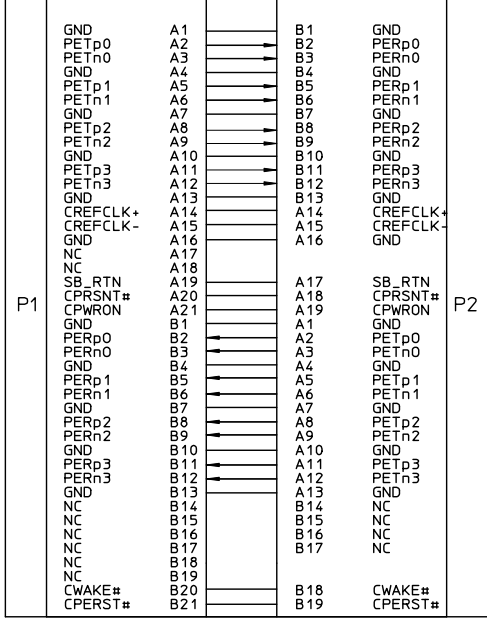 GND A1 B1 GND
PETp0 A2 B2 PERp0
PETn0 A3 B3 PERn0
GND A4 B4 GND
PETp1 A5 B5 PERp1
PETn1 A6 B6 PERn1
GND A7 B7 GND
PETp2 A8 B8 PERp2
PETn2 A9 B9 PERn2
GND A10 B10 GND
PETp3 A11 B11 PERp3
PETn3 A12 B12 PERn3
GND A13 B13 GND
CREFCLK+ A14 A14 CREFCLK+
CREFCLK- A15 A15 CREFCLK-
GND A16 A16 GND
NC A17
NC A18
SB_RTN A19 A17 SB_RTN
P1 CPRSNT# A20 A18 CPRSNT# P2
CPWRON A21 A19 CPWRON
GND B1 A1 GND
PERp0 B2 A2 PETp0
PERn0 B3 A3 PETn0
GND B4 A4 GND
PERp1 B5 A5 PETp1
PERn1 B6 A6 PETn1
GND B7 A7 GND
PERp2 B8 A8 PETp2
PERn2 B9 A9 PETn2
GND B10 A10 GND
PERp3 B11 A11 PETp3
PERn3 B12 A12 PETn3
GND B13 A13 GND
NC B14 B14 NC
NC B15 B15 NC
NC B16 B16 NC
NC B17 B17 NC
NC B18
NC B19
CWAKE# B20 B18 CWAKE#
CPERST# B21 B19 CPERST#